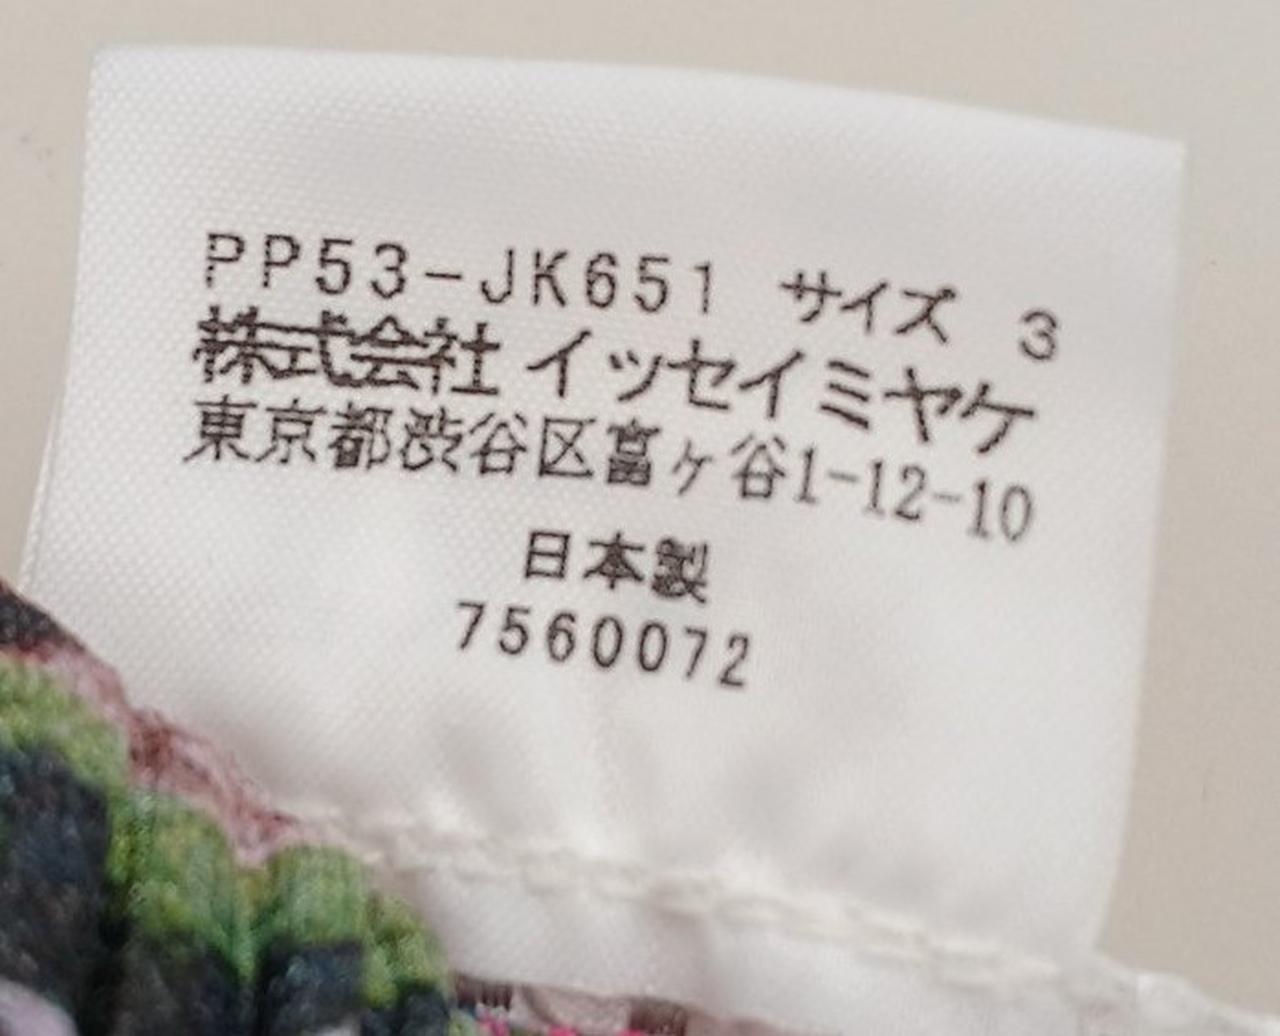 PP53-JK651 サイズ 3
株式会社 イッセイミヤケ
東京都渋谷区富ヶ谷1-12-10
日本製
7560072